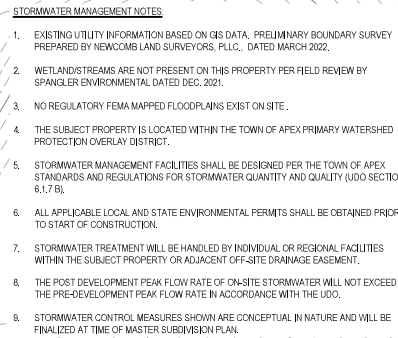 STORMWATER MANAGEMENT NOTES:
1. EXISTING UTILITY INFORMATION BASED ON GIS DATA. PRELIMINARY BOUNDARY SURVEY
PREPARED BY NEWCOMB LAND SURVEYORS, PLLC., DATED MARCH 2022.
2. WETLAND/STREAMS ARE NOT PRESENT ON THIS PROPERTY PER FIELD REVIEW BY
SPANGLER ENVIRONMENTAL DATED DEC. 2021.
3. NO REGULATORY FEMA MAPPED FLOODPLAINS EXIST ON SITE.
4. THE SUBJECT PROPERTY IS LOCATED WITHIN THE TOWN OF APEX PRIMARY WATERSHED
PROTECTION OVERLAY DISTRICT.
5. STORMWATER MANAGEMENT FACILITIES SHALL BE DESIGNED PER THE TOWN OF APEX
STANDARDS AND REGULATIONS FOR STORMWATER QUANTITY AND QUALITY (UDO SECTIO
6.1.7 B).
6. ALL APPLICABLE LOCAL AND STATE ENVIRONMENTAL PERMITS SHALL BE OBTAINED PRIOR
TO START OF CONSTRUCTION.
7. STORMWATER TREATMENT WILL BE HANDLED BY INDIVIDUAL OR REGIONAL FACILITIES
WITHIN THE SUBJECT PROPERTY OR ADJACENT OFF-SITE DRAINAGE EASEMENT.
8. THE POST DEVELOPMENT PEAK FLOW RATE OF ON-SITE STORMWATER WILL NOT EXCEED
THE PRE-DEVELOPMENT PEAK FLOW RATE IN ACCORDANCE WITH THE UDO.
9. STORMWATER CONTROL MEASURES SHOWN ARE CONCEPTUAL IN NATURE AND WILL BE
FINALIZED AT TIME OF MASTER SUBDIVISION PLAN.